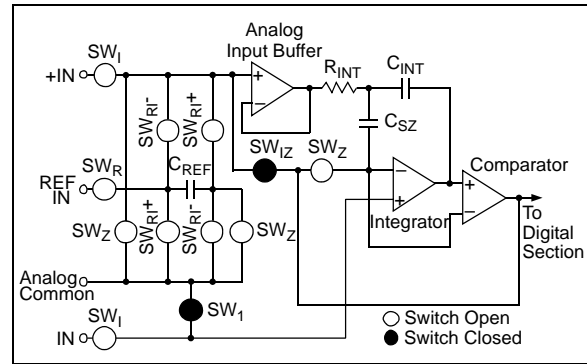 Analog
Input Buffer
SWI
+IN
RINT
CINT
SWRI-
SWRI+
CSZ
SWR
CREF
SWIZ
SWZ
REF
IN
Comparator
Integrator
SWZ
SWRI+
SWRI-
SWZ
To
Digital
Section
Analog
Common
SW1
SWI
IN
Switch Open
Switch Closed